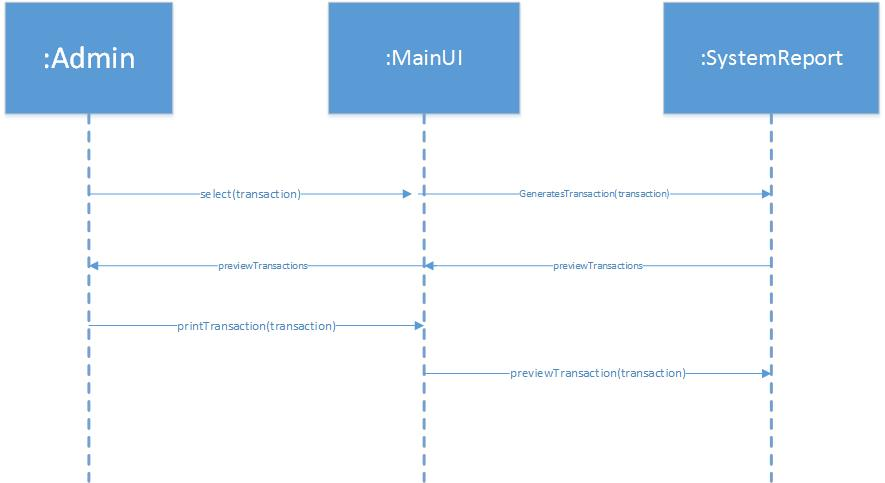 :Admin
:MainUI
:SystemReport
select(transaction)
GeneratesTransaction(transaction)
previewTransactions
previewTransactions
printTransaction(transaction)
previewTransaction(transaction)